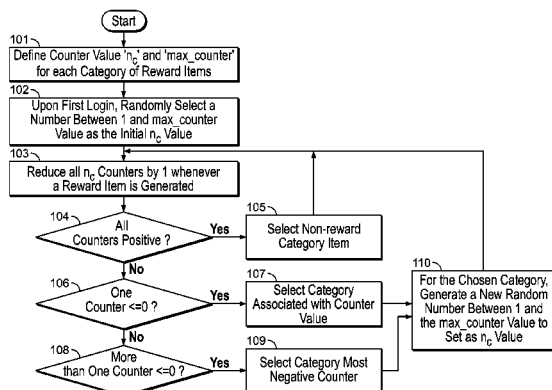 Start
101
Define Counter Value 'nc' and 'max_counter'
for each Category of Reward Items
102
Upon First Login, Randomly Select a
Number Between 1 and max_counter
Value as the Initial nc Value
103
Reduce all nc Counters by 1 whenever
a Reward Item is Generated
104
All
Counters Positive ?
Yes
105
Select Non-reward
Category Item
No
106
One
Counter <=0 ?
Yes
107
Select Category
Associated with Counter
Value
110
For the Chosen Category,
Generate a New Random
Number Between 1 and
the max_counter Value to
Set as nc Value
No
108
More
than One Counter <=0 ?
Yes
109
Select Category Most
Negative Counter